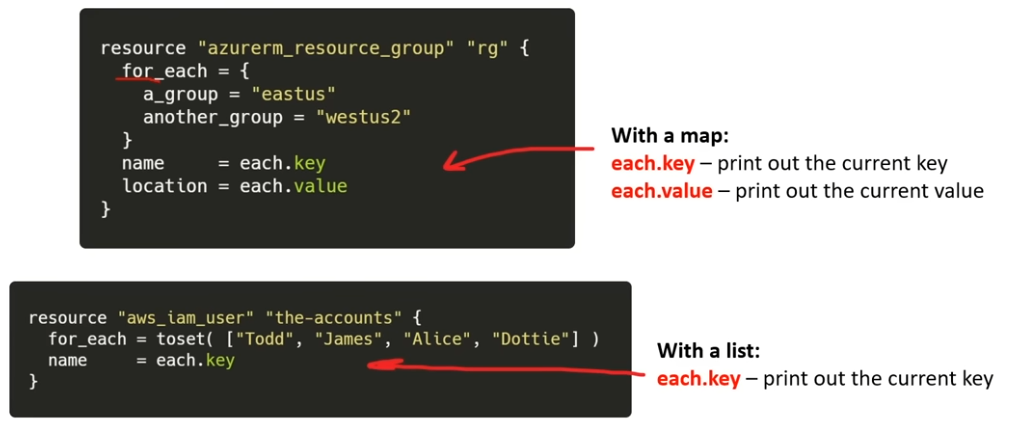 resource "azurerm_resource_group" "rg" {
  for_each = {
    a_group = "eastus"
    another_group = "westus2"
  }
  name     = each.key
  location = each.value
}
With a map:
each.key – print out the current key
each.value – print out the current value
resource "aws_iam_user" "the-accounts" {
  for_each = toset( ["Todd", "James", "Alice", "Dottie"] )
  name     = each.key
}
With a list:
each.key – print out the current key